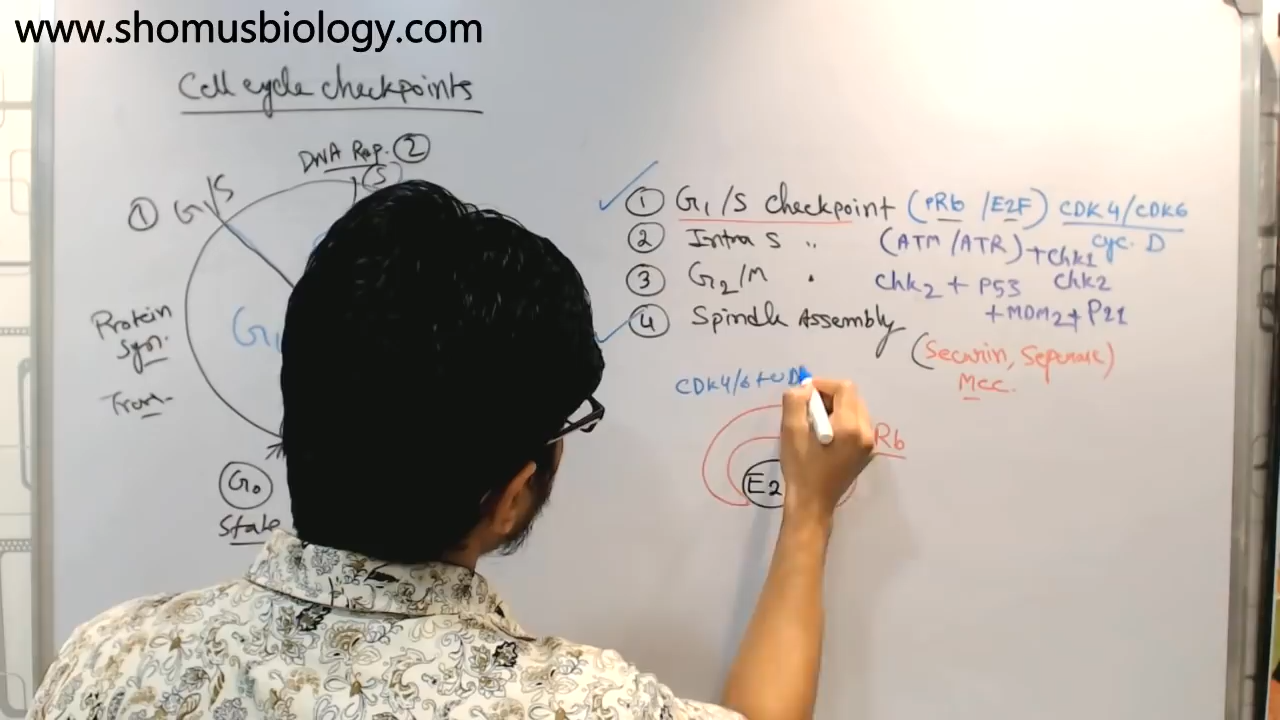 www.shomusbiology.com
Cell cycle checkpoints
DNA Rep. ②
(S)
① G₁/S
G₁
Protein
Syn.
G₀
State
① G₁/S Checkpoint (PRb /E2F) CDK4/CDK6
cyc. D
② Intra S " (ATM/ATR) + Chk1
Chk2
③ G₂/M " Chk₂ + P53
+ MDM2 + P21
④ Spindle Assembly
(Securin, Separase)
Mcc.
CDK4/6 + c D
Rb
E2